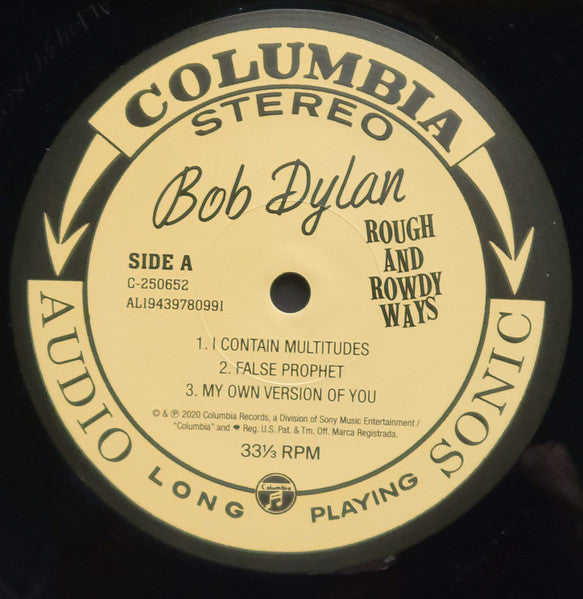 COLUMBIA
STEREO
Bob Dylan
ROUGH
AND
ROWDY
WAYS
SIDE A
C-250652
AL19439780991
1. I CONTAIN MULTITUDES
2. FALSE PROPHET
3. MY OWN VERSION OF YOU
© & ℗ 2020 Columbia Records, a Division of Sony Music Entertainment /
"Columbia" and Reg. U.S. Pat. & Tm. Off. Marca Registrada.
33⅓ RPM
AUDIO
LONG
Columbia
PLAYING
SONIC